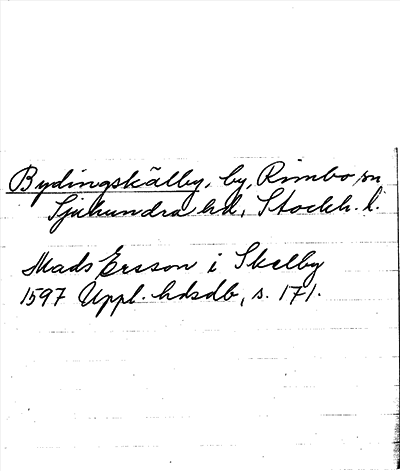 Bydingskälby, by, Rimbo sn
Sjuhundra hd, Stockh. l.
Mads Ersson i Skelby
1597 Uppl. hdsdb, s. 171.